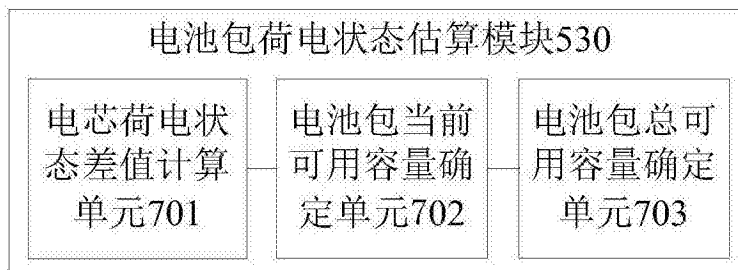 电池包荷电状态估算模块530
电芯荷电状
态差值计算
单元701
电池包当前
可用容量确
定单元702
电池包总可
用容量确定
单元703